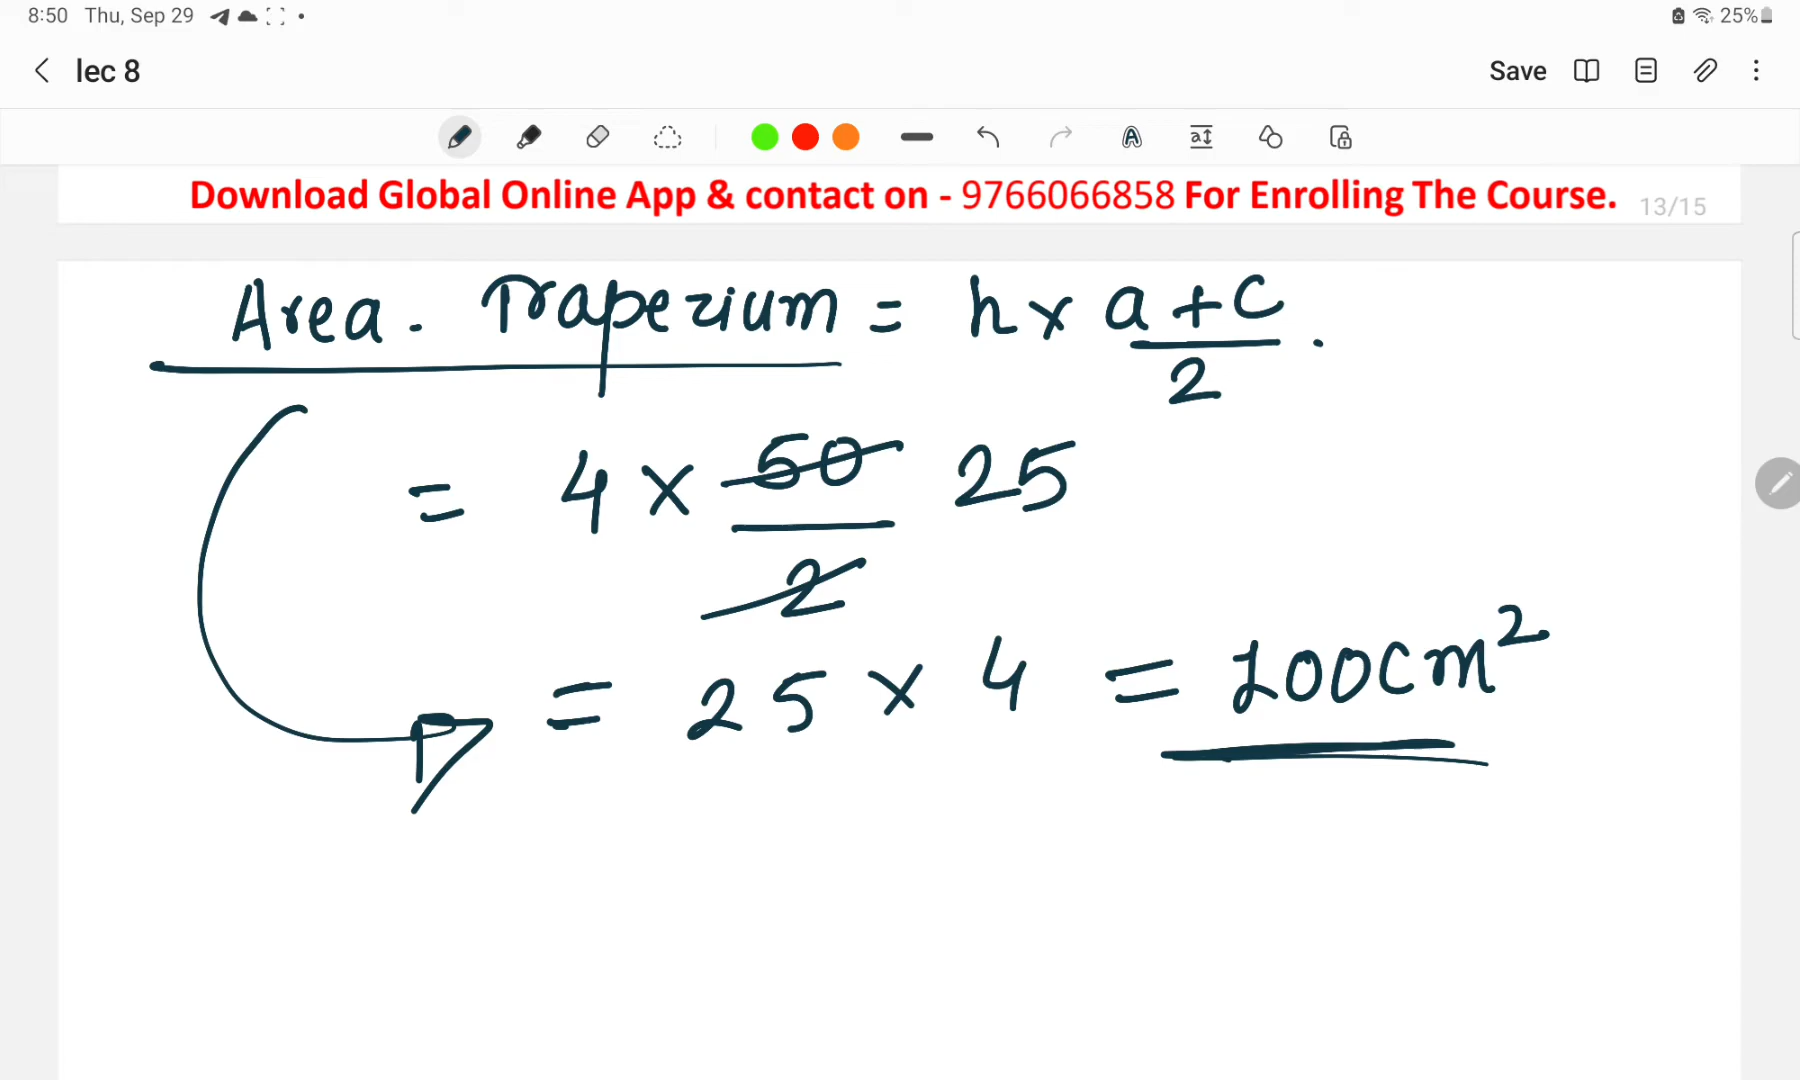 8:50 Thu, Sep 29 25%
lec 8 Save
Download Global Online App & contact on - 9766066858 For Enrolling The Course. 13/15
Area. Trapezium = h x a + c / 2 .
= 4 x 50 / 2 25
= 25 x 4 = 100cm²